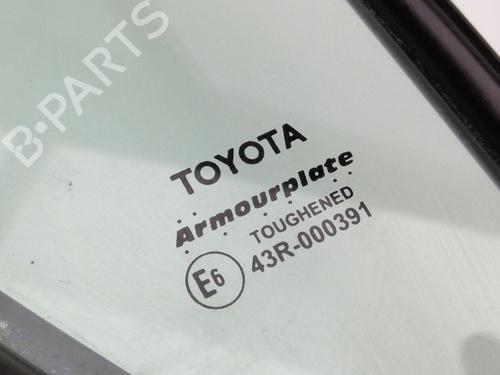 B-PARTS
TOYOTA
Armourplate
TOUGHENED
E6 43R-000391